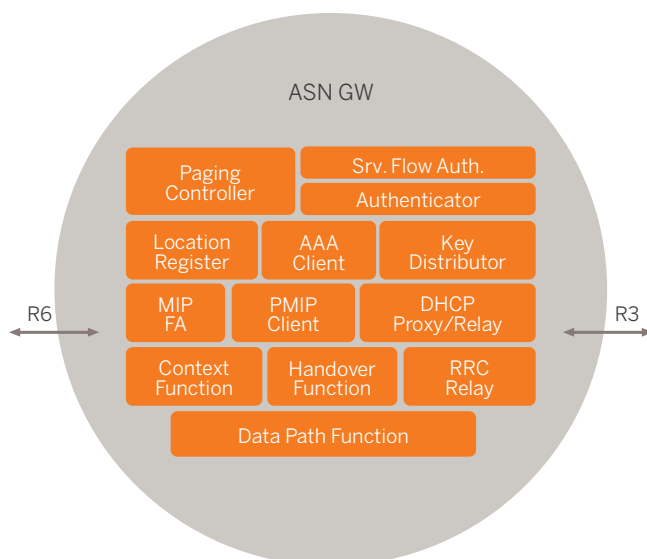 ASN GW
Paging
Controller
Srv. Flow Auth.
Authenticator
Location
Register
AAA
Client
Key
Distributor
R6
MIP
FA
PMIP
Client
DHCP
Proxy/Relay
R3
Context
Function
Handover
Function
RRC
Relay
Data Path Function